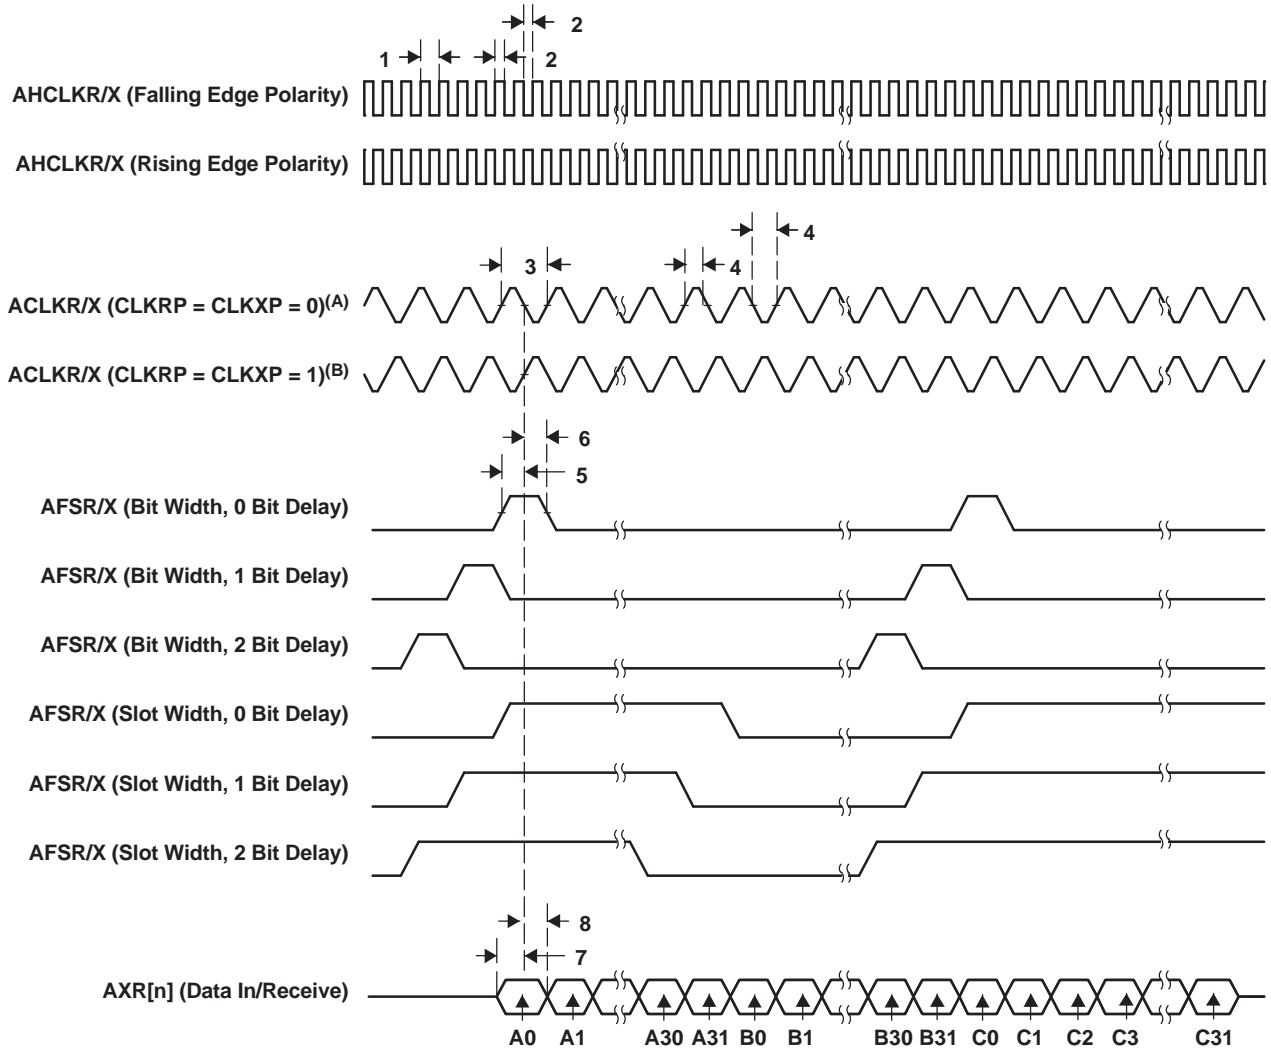 2
1
2
AHCLKR/X (Falling Edge Polarity)
AHCLKR/X (Rising Edge Polarity)
4
3
4
ACLKR/X (CLKRP = CLKXP = 0)(A)
ACLKR/X (CLKRP = CLKXP = 1)(B)
6
5
AFSR/X (Bit Width, 0 Bit Delay)
AFSR/X (Bit Width, 1 Bit Delay)
AFSR/X (Bit Width, 2 Bit Delay)
AFSR/X (Slot Width, 0 Bit Delay)
AFSR/X (Slot Width, 1 Bit Delay)
AFSR/X (Slot Width, 2 Bit Delay)
8
7
AXR[n] (Data In/Receive)
A0 A1 A30 A31 B0 B1 B30 B31 C0 C1 C2 C3 C31